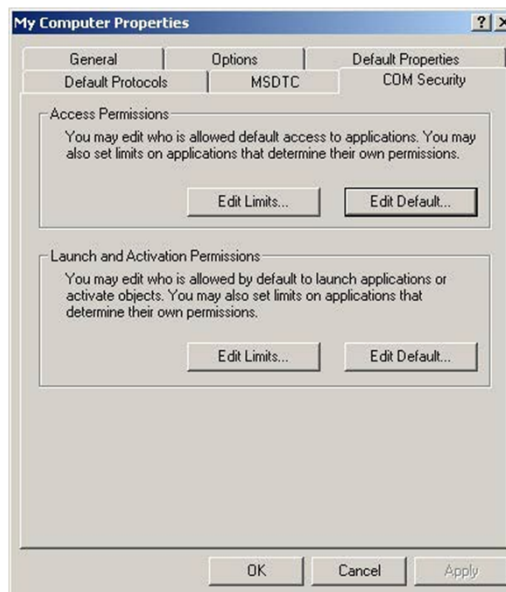 My Computer Properties
General Options Default Properties
Default Protocols MSDTC COM Security
Access Permissions
You may edit who is allowed default access to applications. You may
also set limits on applications that determine their own permissions.
Edit Limits... Edit Default...
Launch and Activation Permissions
You may edit who is allowed by default to launch applications or
activate objects. You may also set limits on applications that
determine their own permissions.
Edit Limits... Edit Default...
OK Cancel Apply